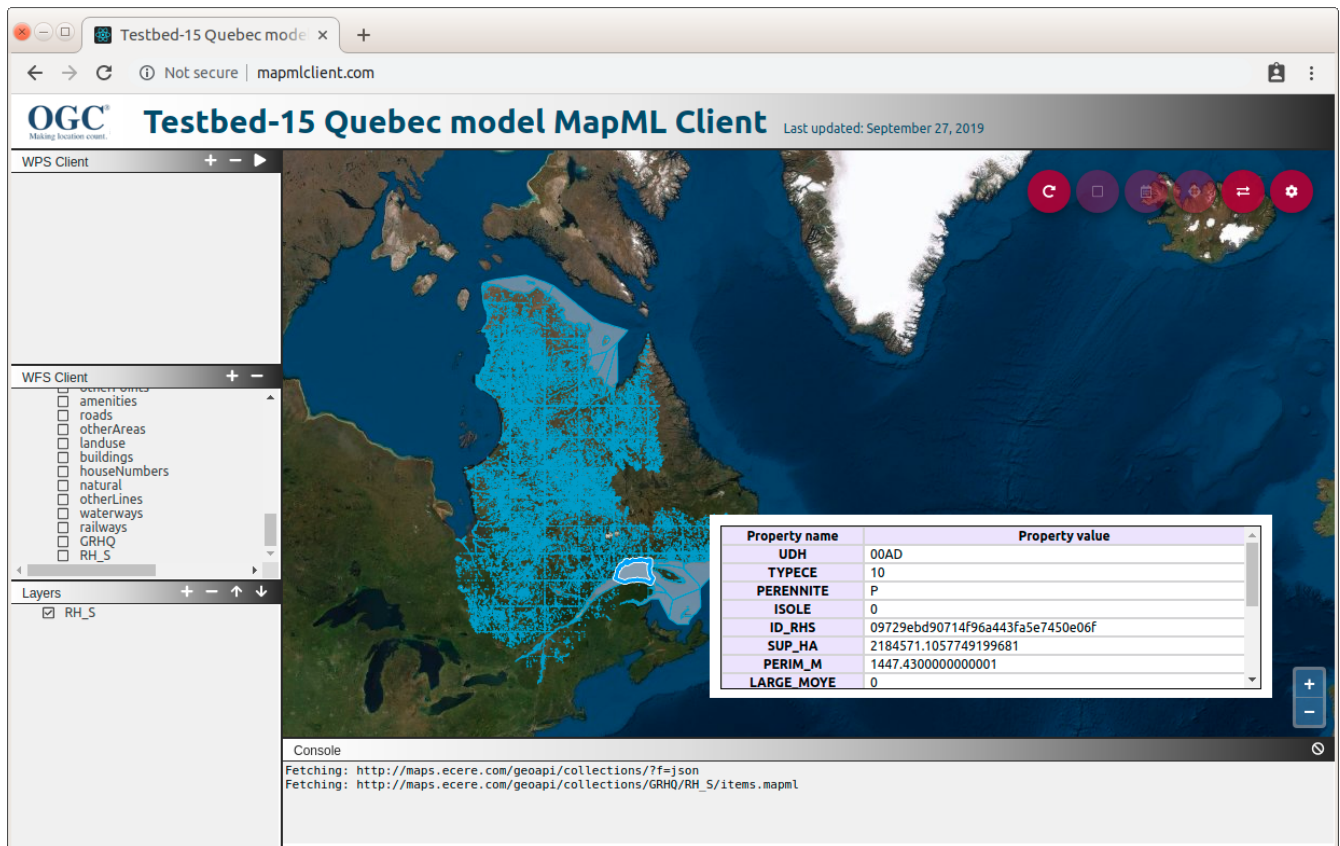 Testbed-15 Quebec mode
Not secure | mapmlclient.com
OGC®
Making location count.
Testbed-15 Quebec model MapML Client
Last updated: September 27, 2019
WPS Client
WFS Client
otherPoints
amenities
roads
otherAreas
landuse
buildings
houseNumbers
natural
otherLines
waterways
railways
GRHQ
RH_S
Layers
RH_S
Property name Property value
UDH 00AD
TYPECE 10
PERENNITE P
ISOLE 0
ID_RHS 09729ebd90714f96a443fa5e7450e06f
SUP_HA 2184571.1057749199681
PERIM_M 1447.4300000000001
LARGE_MOYE 0
Console
Fetching: http://maps.ecere.com/geoapi/collections/?f=json
Fetching: http://maps.ecere.com/geoapi/collections/GRHQ/RH_S/items.mapml